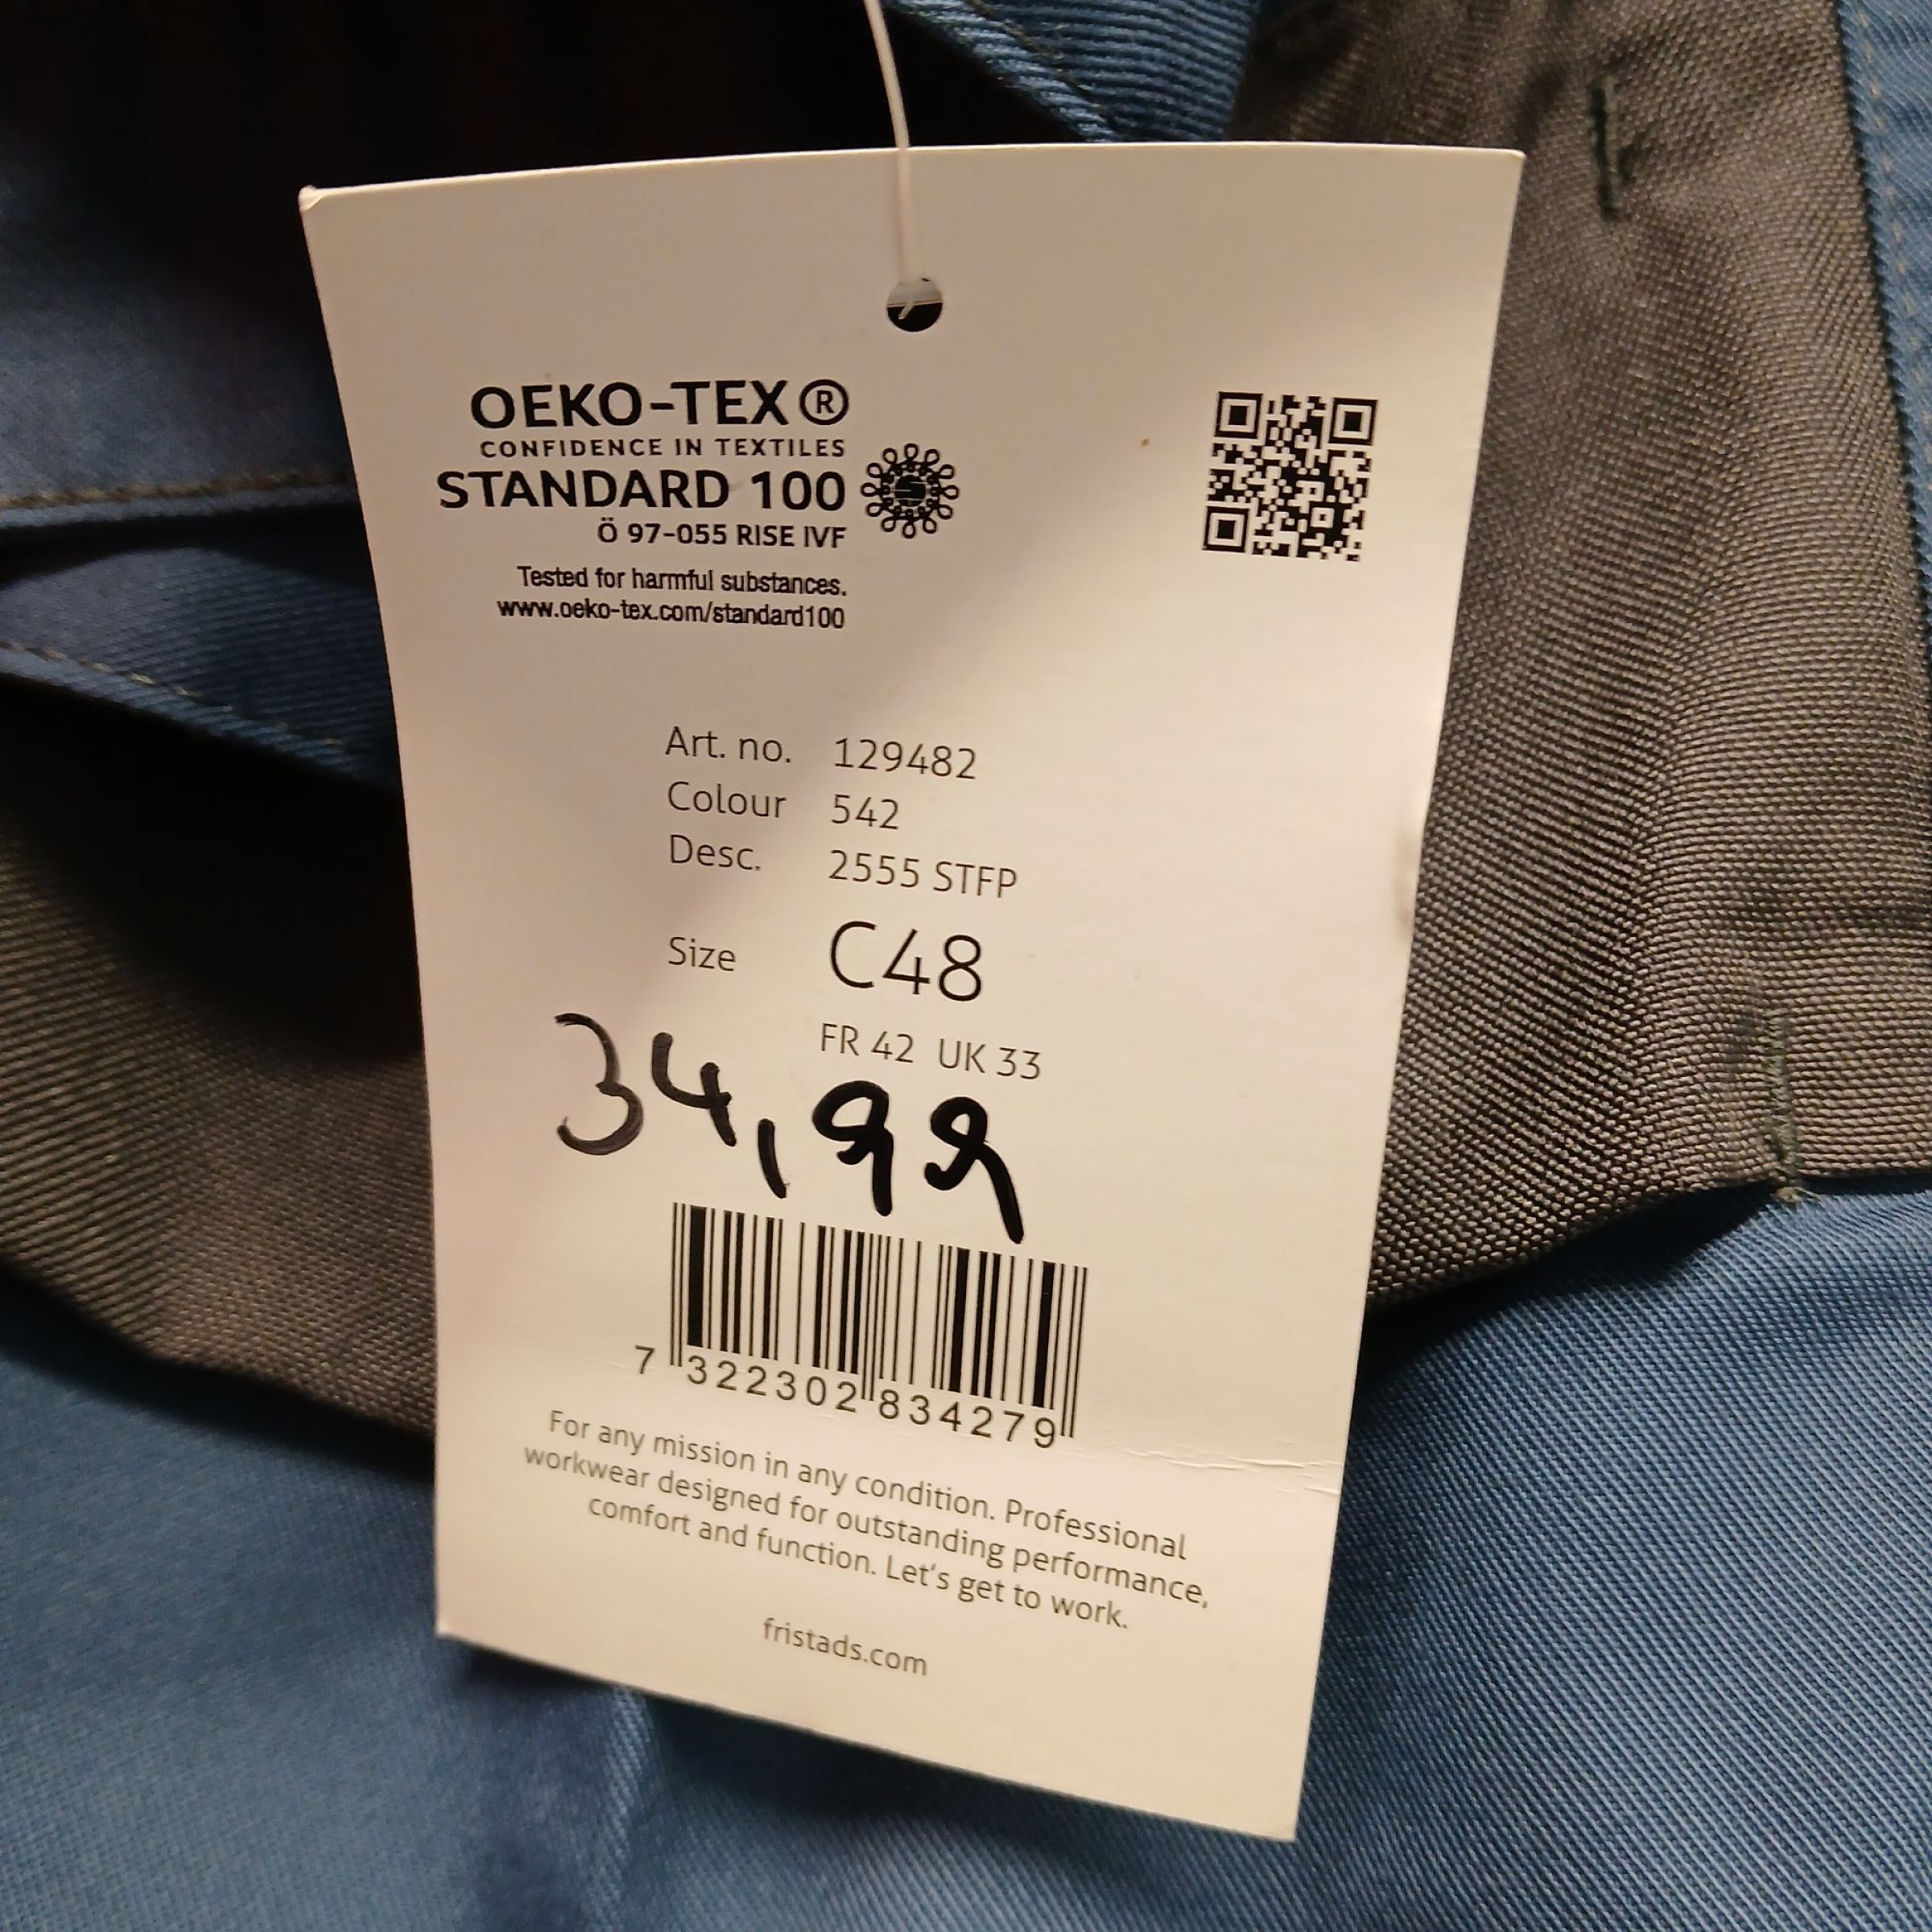 OEKO-TEX®
CONFIDENCE IN TEXTILES
STANDARD 100
Ö 97-055 RISE IVF
Tested for harmful substances.
www.oeko-tex.com/standard100
Art. no. 129482
Colour 542
Desc. 2555 STFP
Size C48
FR 42 UK 33
34,99
7 322302 834279
For any mission in any condition. Professional
workwear designed for outstanding performance,
comfort and function. Let's get to work.
fristads.com